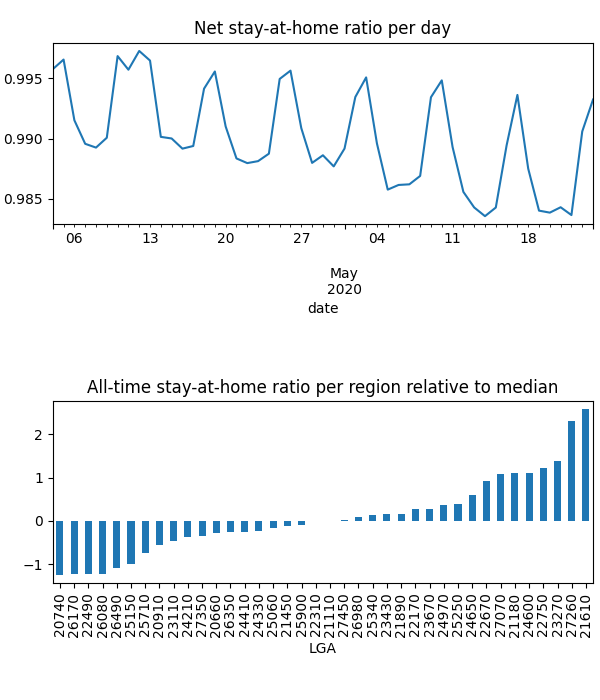 Net stay-at-home ratio per day
0.995
0.990
0.985
06 13 20 27 04 11 18
May
2020
date
All-time stay-at-home ratio per region relative to median
2
1
0
−1
20740 26170 22490 26080 26490 25150 25710 20910 23110 24210 27350 20660 26350 24410 24330 25060 21450 25900 22310 21110 27450 26980 25340 23430 21890 22170 23670 24970 25250 24650 22670 27070 21180 24600 22750 23270 27260 21610
LGA